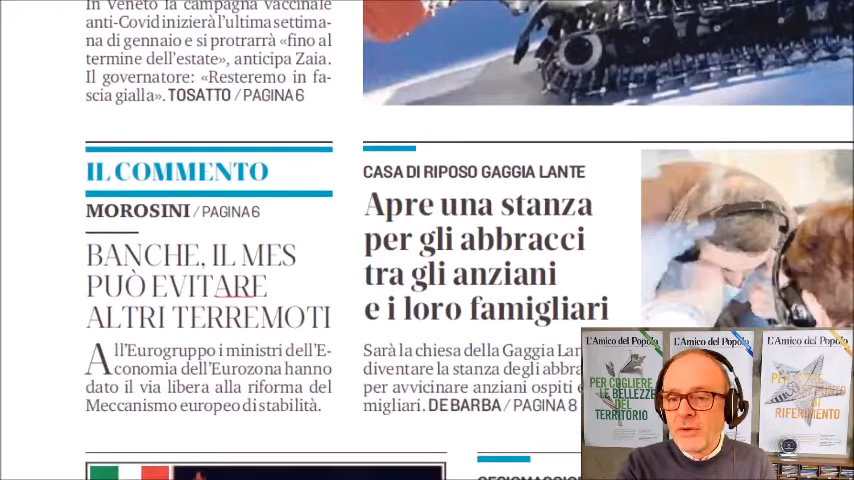 In Veneto la campagna vaccinale
anti-Covid inizierà l'ultima settima-
na di gennaio e si protrarrà «fino al
termine dell'estate», anticipa Zaia.
Il governatore: «Resteremo in fa-
scia gialla». TOSATTO / PAGINA 6
IL COMMENTO
MOROSINI / PAGINA 6
BANCHE, IL MES
PUÒ EVITARE
ALTRI TERREMOTI
All'Eurogruppo i ministri dell'E-
conomia dell'Eurozona hanno
dato il via libera alla riforma del
Meccanismo europeo di stabilità.
CASA DI RIPOSO GAGGIA LANTE
Apre una stanza
per gli abbracci
tra gli anziani
e i loro famigliari
Sarà la chiesa della Gaggia Lan
diventare la stanza degli abbra
per avvicinare anziani ospiti e
migliari. DE BARBA / PAGINA 8
L'Amico del Popolo
PER COGLIERE
LE BELLEZZE
DEL
TERRITORIO
L'Amico del Popolo
L'Amico del Popolo
DI
RIFERIMENTO